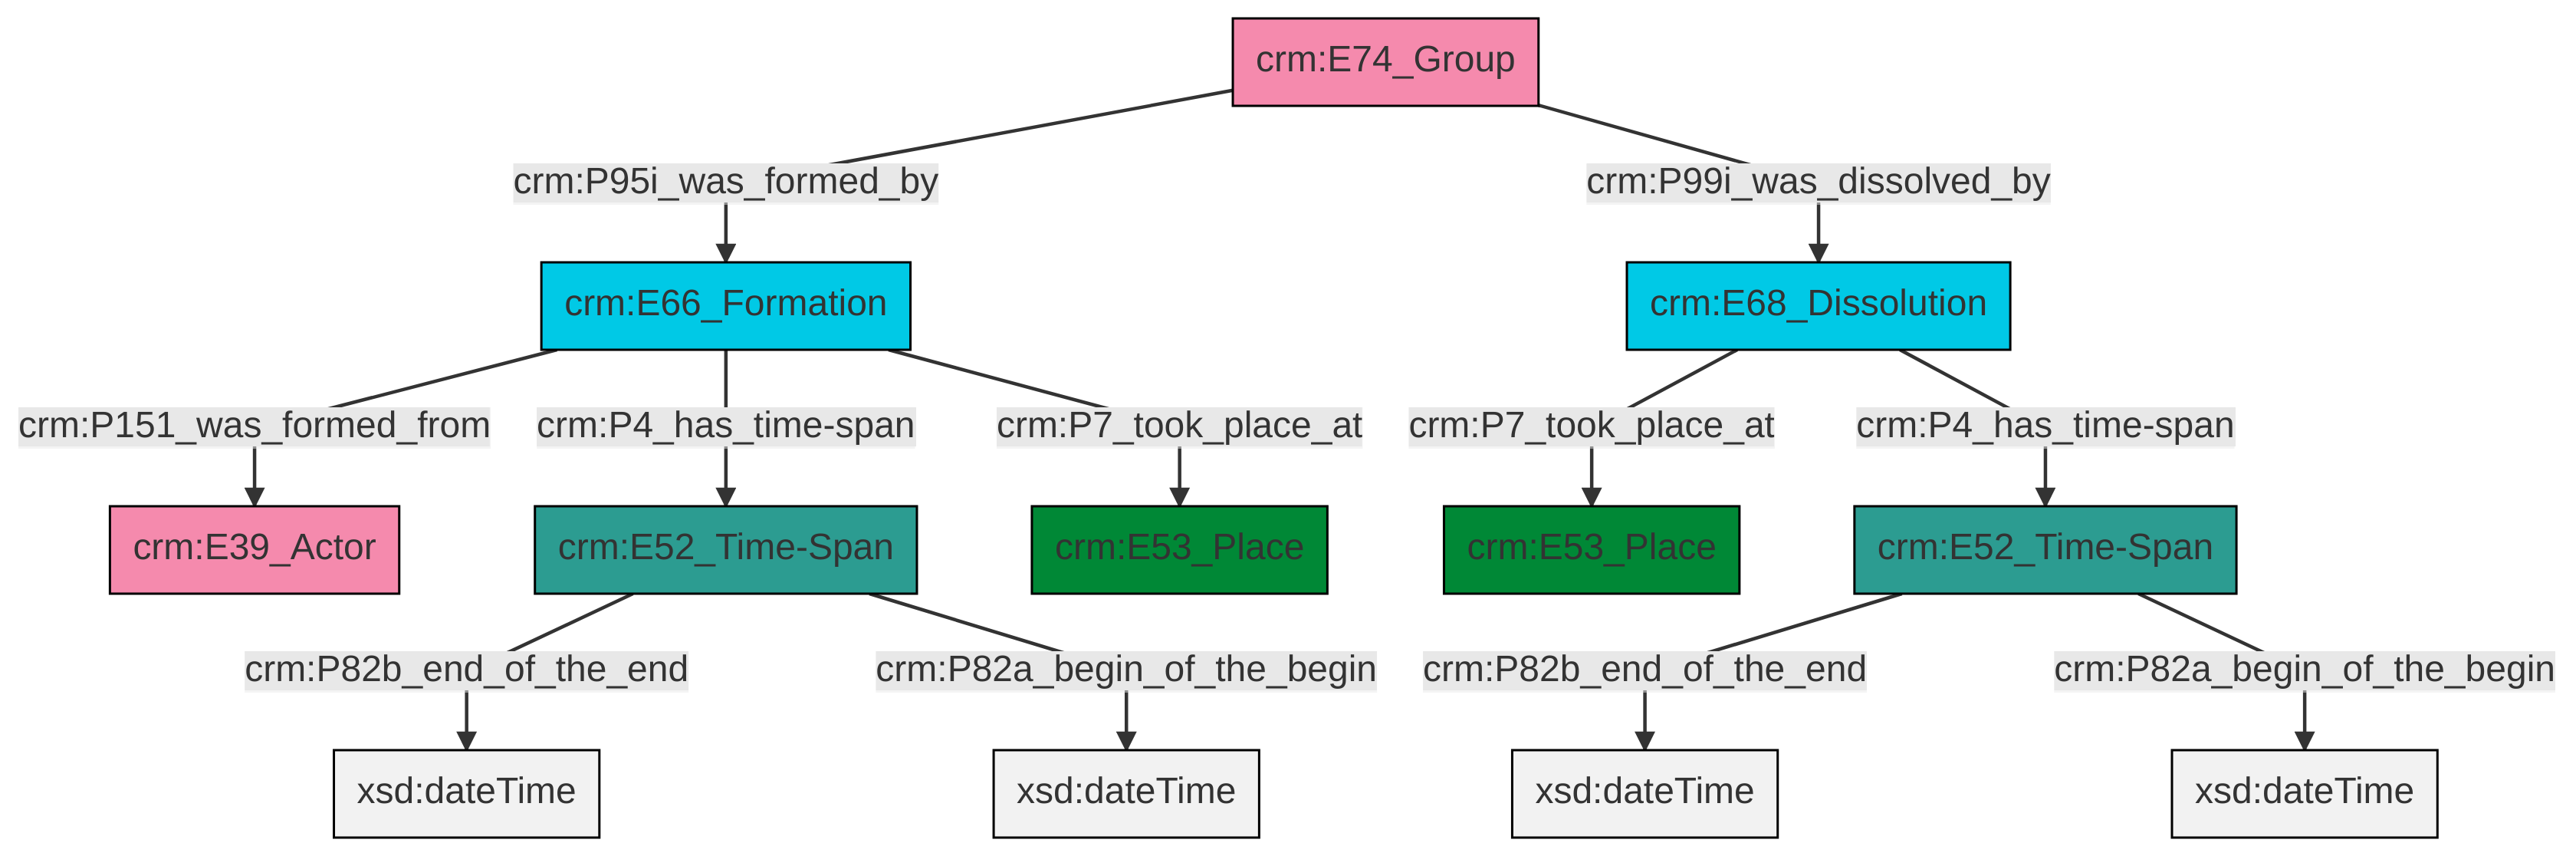 crm:E74_Group
crm:P95i_was_formed_by
crm:P99i_was_dissolved_by
crm:E66_Formation
crm:E68_Dissolution
crm:P151_was_formed_from
crm:P4_has_time-span
crm:P7_took_place_at
crm:P7_took_place_at
crm:P4_has_time-span
crm:E39_Actor
crm:E52_Time-Span
crm:E53_Place
crm:E53_Place
crm:E52_Time-Span
crm:P82b_end_of_the_end
crm:P82a_begin_of_the_begin
crm:P82b_end_of_the_end
crm:P82a_begin_of_the_begin
xsd:dateTime
xsd:dateTime
xsd:dateTime
xsd:dateTime